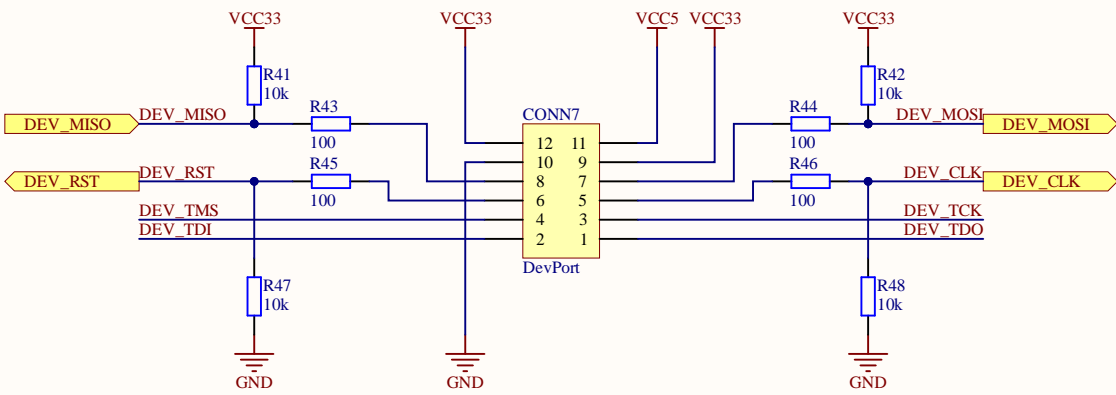 VCC33
VCC33
VCC5
VCC33
VCC33
R41
10k
R42
10k
DEV_MISO
DEV_MISO
R43
100
CONN7
R44
100
DEV_MOSI
DEV_MOSI
12 11
10 9
8 7
6 5
4 3
2 1
DEV_RST
DEV_RST
R45
100
R46
100
DEV_CLK
DEV_CLK
DEV_TMS
DEV_TCK
DEV_TDI
DEV_TDO
DevPort
R47
10k
R48
10k
GND
GND
GND